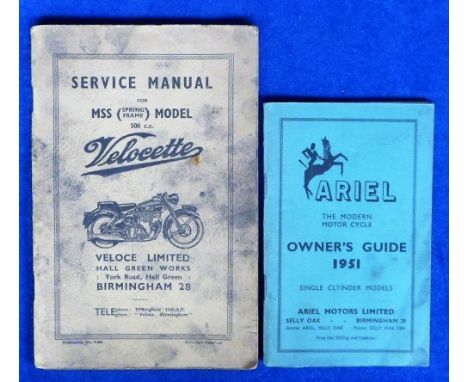 SERVICE MANUAL
FOR
MSS (SPRING FRAME) MODEL
500 c.c.
Velocette
VELOCE LIMITED
HALL GREEN WORKS
: York Road, Hall Green :
BIRMINGHAM 28
ARIEL
THE MODERN
MOTOR CYCLE
OWNER'S GUIDE
1951
SINGLE CLYINDER MODELS
ARIEL MOTORS LIMITED
SELLY OAK - - BIRMINGHAM 29